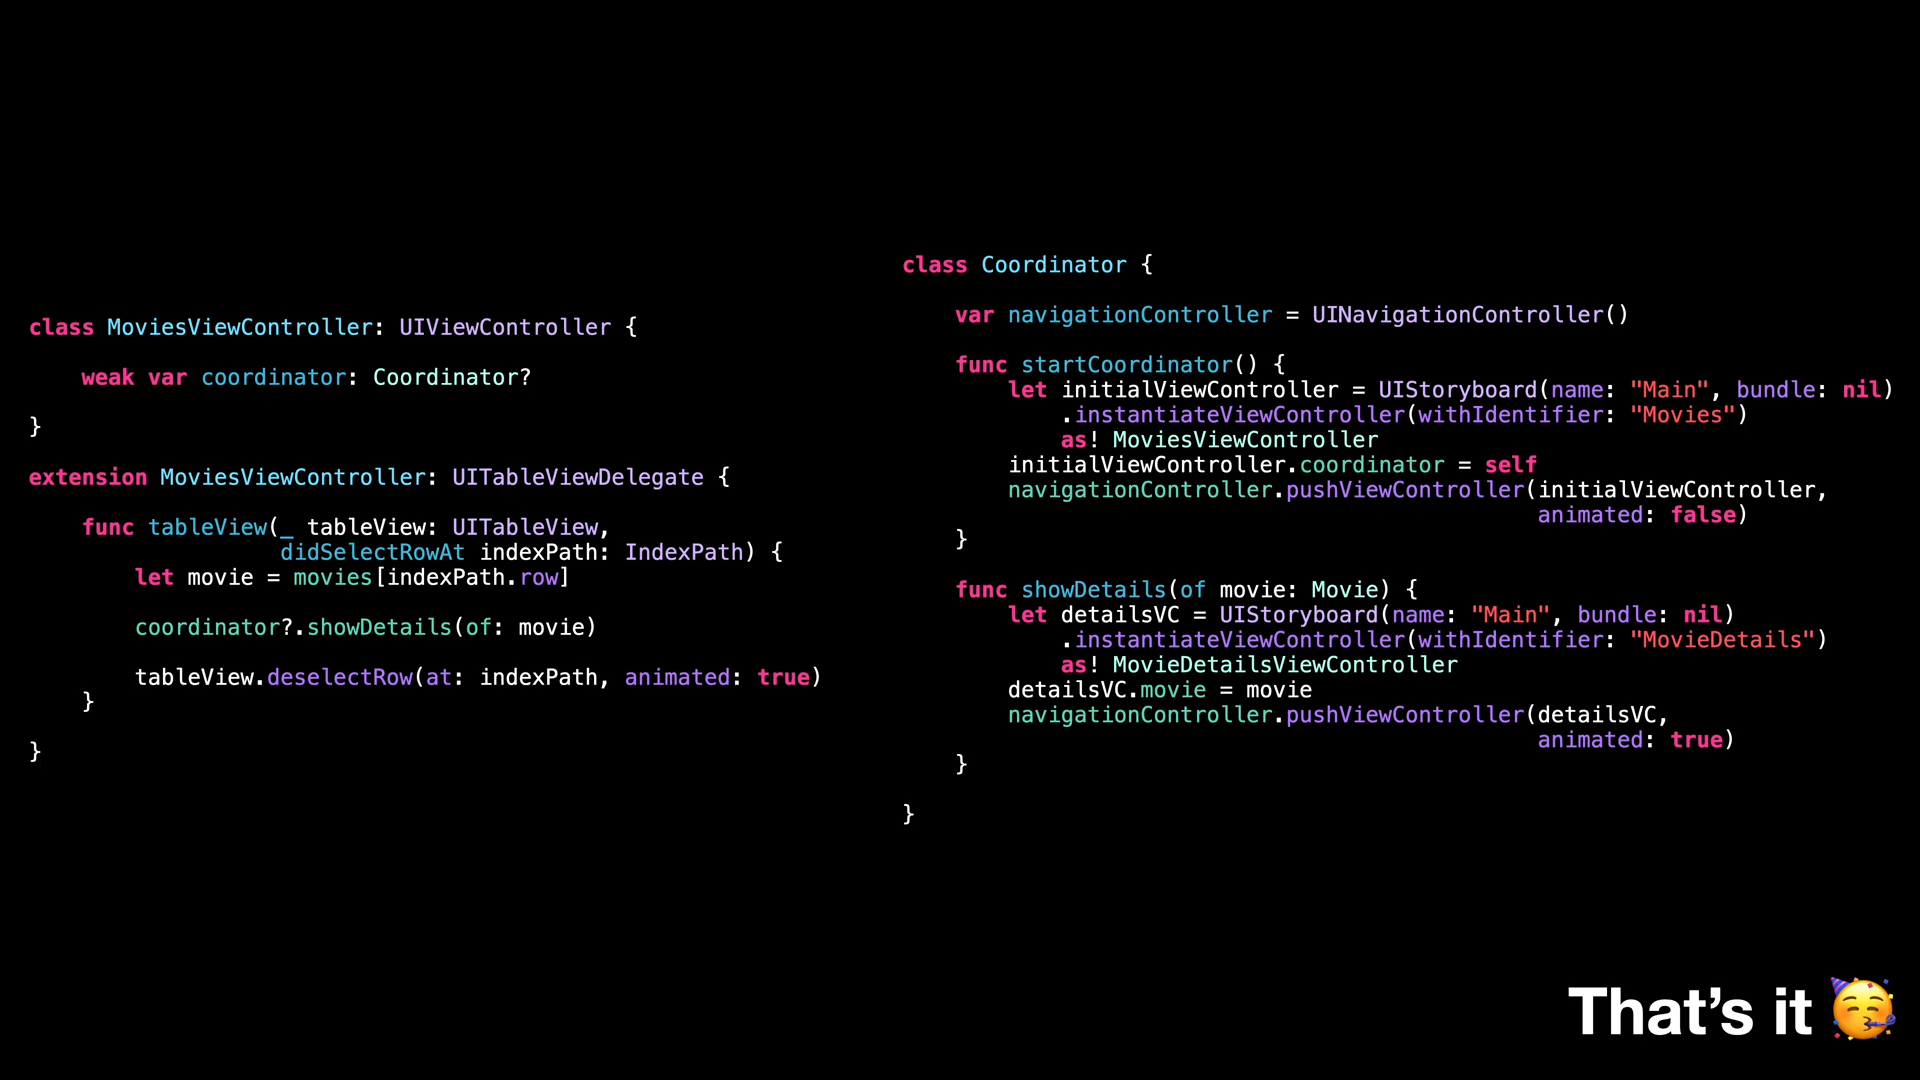 class MoviesViewController: UIViewController {
weak var coordinator: Coordinator?
}
extension MoviesViewController: UITableViewDelegate {
func tableView(_ tableView: UITableView,
didSelectRowAt indexPath: IndexPath) {
let movie = movies[indexPath.row]
coordinator?.showDetails(of: movie)
tableView.deselectRow(at: indexPath, animated: true)
}
}
class Coordinator {
var navigationController = UINavigationController()
func startCoordinator() {
let initialViewController = UIStoryboard(name: "Main", bundle: nil)
.instantiateViewController(withIdentifier: "Movies")
as! MoviesViewController
initialViewController.coordinator = self
navigationController.pushViewController(initialViewController,
animated: false)
}
func showDetails(of movie: Movie) {
let detailsVC = UIStoryboard(name: "Main", bundle: nil)
.instantiateViewController(withIdentifier: "MovieDetails")
as! MovieDetailsViewController
detailsVC.movie = movie
navigationController.pushViewController(detailsVC,
animated: true)
}
}
That’s it 🥳